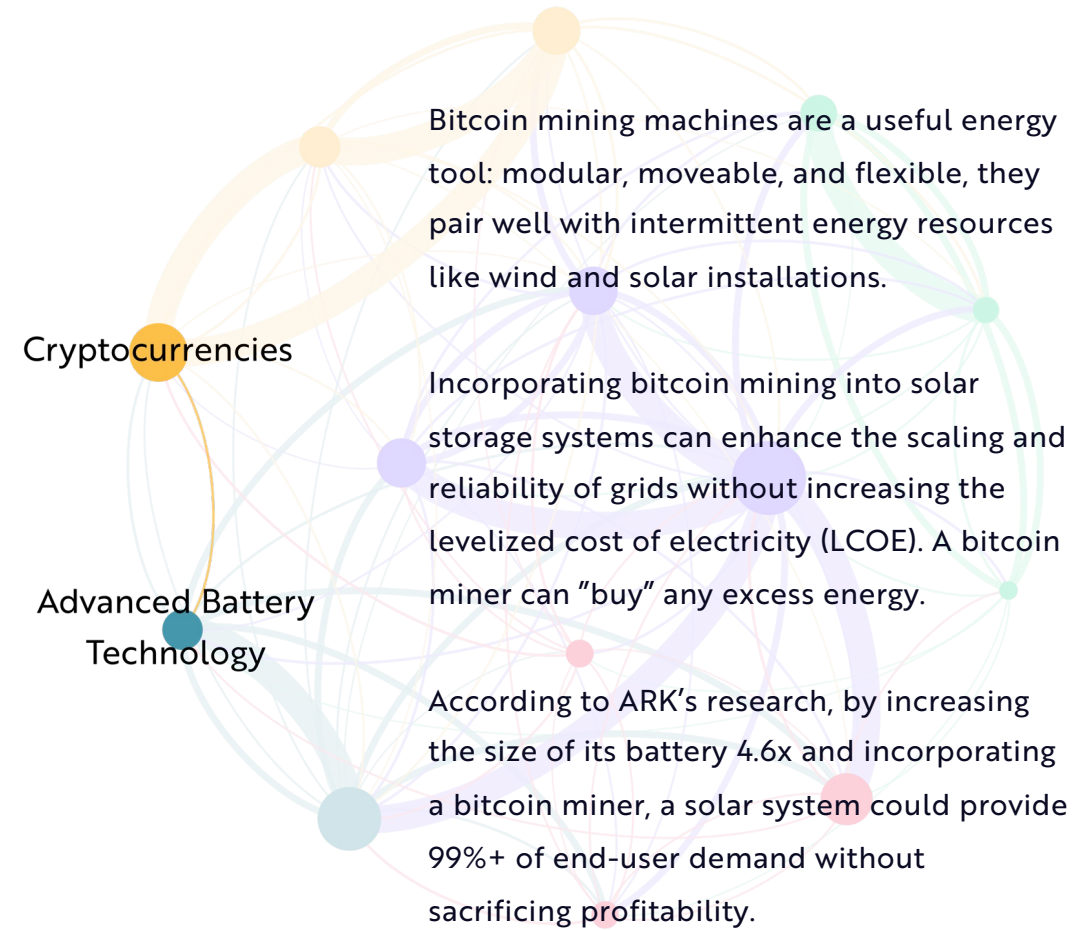 Cryptocurrencies
Advanced Battery
Technology
Bitcoin mining machines are a useful energy
tool: modular, moveable, and flexible, they
pair well with intermittent energy resources
like wind and solar installations.
Incorporating bitcoin mining into solar
storage systems can enhance the scaling and
reliability of grids without increasing the
levelized cost of electricity (LCOE). A bitcoin
miner can ”buy” any excess energy.
According to ARK’s research, by increasing
the size of its battery 4.6x and incorporating
a bitcoin miner, a solar system could provide
99%+ of end-user demand without
sacrificing profitability.